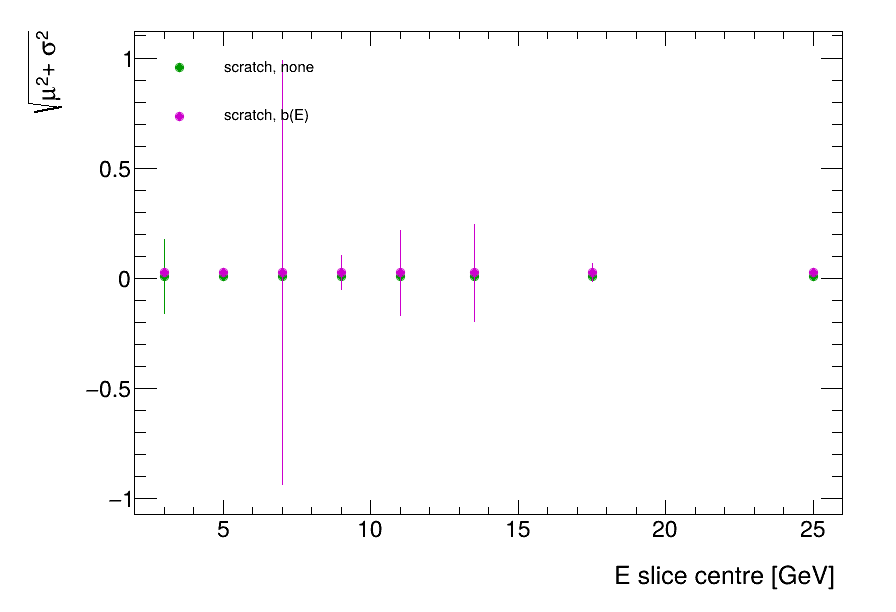 √μ²+ σ²
1
scratch, none
scratch, b(E)
0.5
0
−0.5
−1
5 10 15 20 25
E slice centre [GeV]